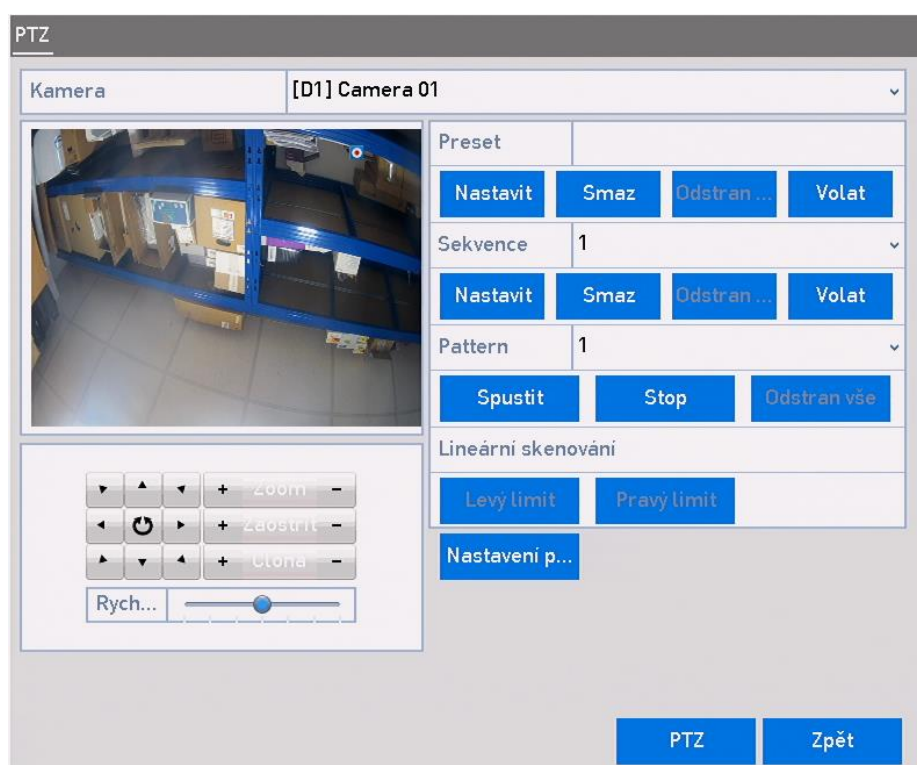 PTZ
Kamera [D1] Camera 01
Preset
Nastavit Smaz Odstran ... Volat
Sekvence 1
Nastavit Smaz Odstran ... Volat
Pattern 1
Spustit Stop Odstran vše
Lineární skenování
Levý limit Pravý limit
Nastavení p...
+ Zoom -
+ Zaostřit -
+ Clona -
Rych...
PTZ Zpět